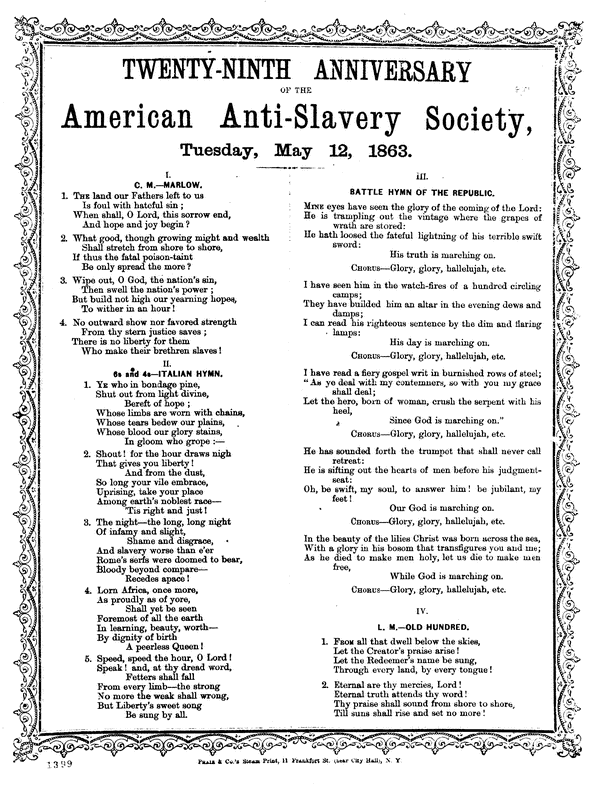 TWENTY-NINTH ANNIVERSARY
OF THE
American Anti-Slavery Society,
Tuesday, May 12, 1863.
I.
C. M.—MARLOW.
1. THE land our Fathers left to us
Is foul with hateful sin;
When shall, O Lord, this sorrow end,
And hope and joy begin?
2. What good, though growing might and wealth
Shall stretch from shore to shore,
If thus the fatal poison-taint
Be only spread the more?
3. Wipe out, O God, the nation's sin,
Then swell the nation's power;
But build not high our yearning hopes,
To wither in an hour!
4. No outward show nor favored strength
From thy stern justice saves;
There is no liberty for them
Who make their brethren slaves!
II.
6s and 4s—ITALIAN HYMN.
1. YE who in bondage pine,
Shut out from light divine,
Bereft of hope;
Whose limbs are worn with chains,
Whose tears bedew our plains,
Whose blood our glory stains,
In gloom who grope:—
2. Shout! for the hour draws nigh
That gives you liberty!
And from the dust,
So long your vile embrace,
Uprising, take your place
Among earth's noblest race—
'Tis right and just!
3. The night—the long, long night
Of infamy and slight,
Shame and disgrace,
And slavery worse than e'er
Rome's serfs were doomed to bear,
Bloody beyond compare—
Recedes apace!
4. Lorn Africa, once more,
As proudly as of yore,
Shall yet be seen
Foremost of all the earth
In learning, beauty, worth—
By dignity of birth
A peerless Queen!
5. Speed, speed the hour, O Lord!
Speak! and, at thy dread word,
Fetters shall fall
From every limb—the strong
No more the weak shall wrong,
But Liberty's sweet song
Be sung by all.
III.
BATTLE HYMN OF THE REPUBLIC.
MINE eyes have seen the glory of the coming of the Lord:
He is trampling out the vintage where the grapes of
wrath are stored:
He hath loosed the fateful lightning of his terrible swift
sword:
His truth is marching on.
CHORUS—Glory, glory, hallelujah, etc.
I have seen him in the watch-fires of a hundred circling
camps;
They have builded him an altar in the evening dews and
damps;
I can read his righteous sentence by the dim and flaring
lamps:
His day is marching on.
CHORUS—Glory, glory, hallelujah, etc.
I have read a fiery gospel writ in burnished rows of steel;
"As ye deal with my contemners, so with you my grace
shall deal;
Let the hero, born of woman, crush the serpent with his
heel,
Since God is marching on."
CHORUS—Glory, glory, hallelujah, etc.
He has sounded forth the trumpot that shall never call
retreat:
He is sifting out the hearts of men before his judgment-
seat:
Oh, be swift, my soul, to answer him! be jubilant, my
feet!
Our God is marching on.
CHORUS—Glory, glory, hallelujah, etc.
In the beauty of the lilies Christ was born across the sea,
With a glory in his bosom that transfigures you and me;
As he died to make men holy, let us die to make men
free,
While God is marching on.
CHORUS—Glory, glory, hallelujah, etc.
IV.
L. M.—OLD HUNDRED.
1. FROM all that dwell below the skies,
Let the Creator's praise arise!
Let the Redeemer's name be sung,
Through every land, by every tongue!
2. Eternal are thy mercies, Lord!
Eternal truth attends thy word!
Thy praise shall sound from shore to shore,
Till suns shall rise and set no more!
1399
PRALL & Co.'s Steam Print, 11 Frankfort St. (near City Hall), N. Y.